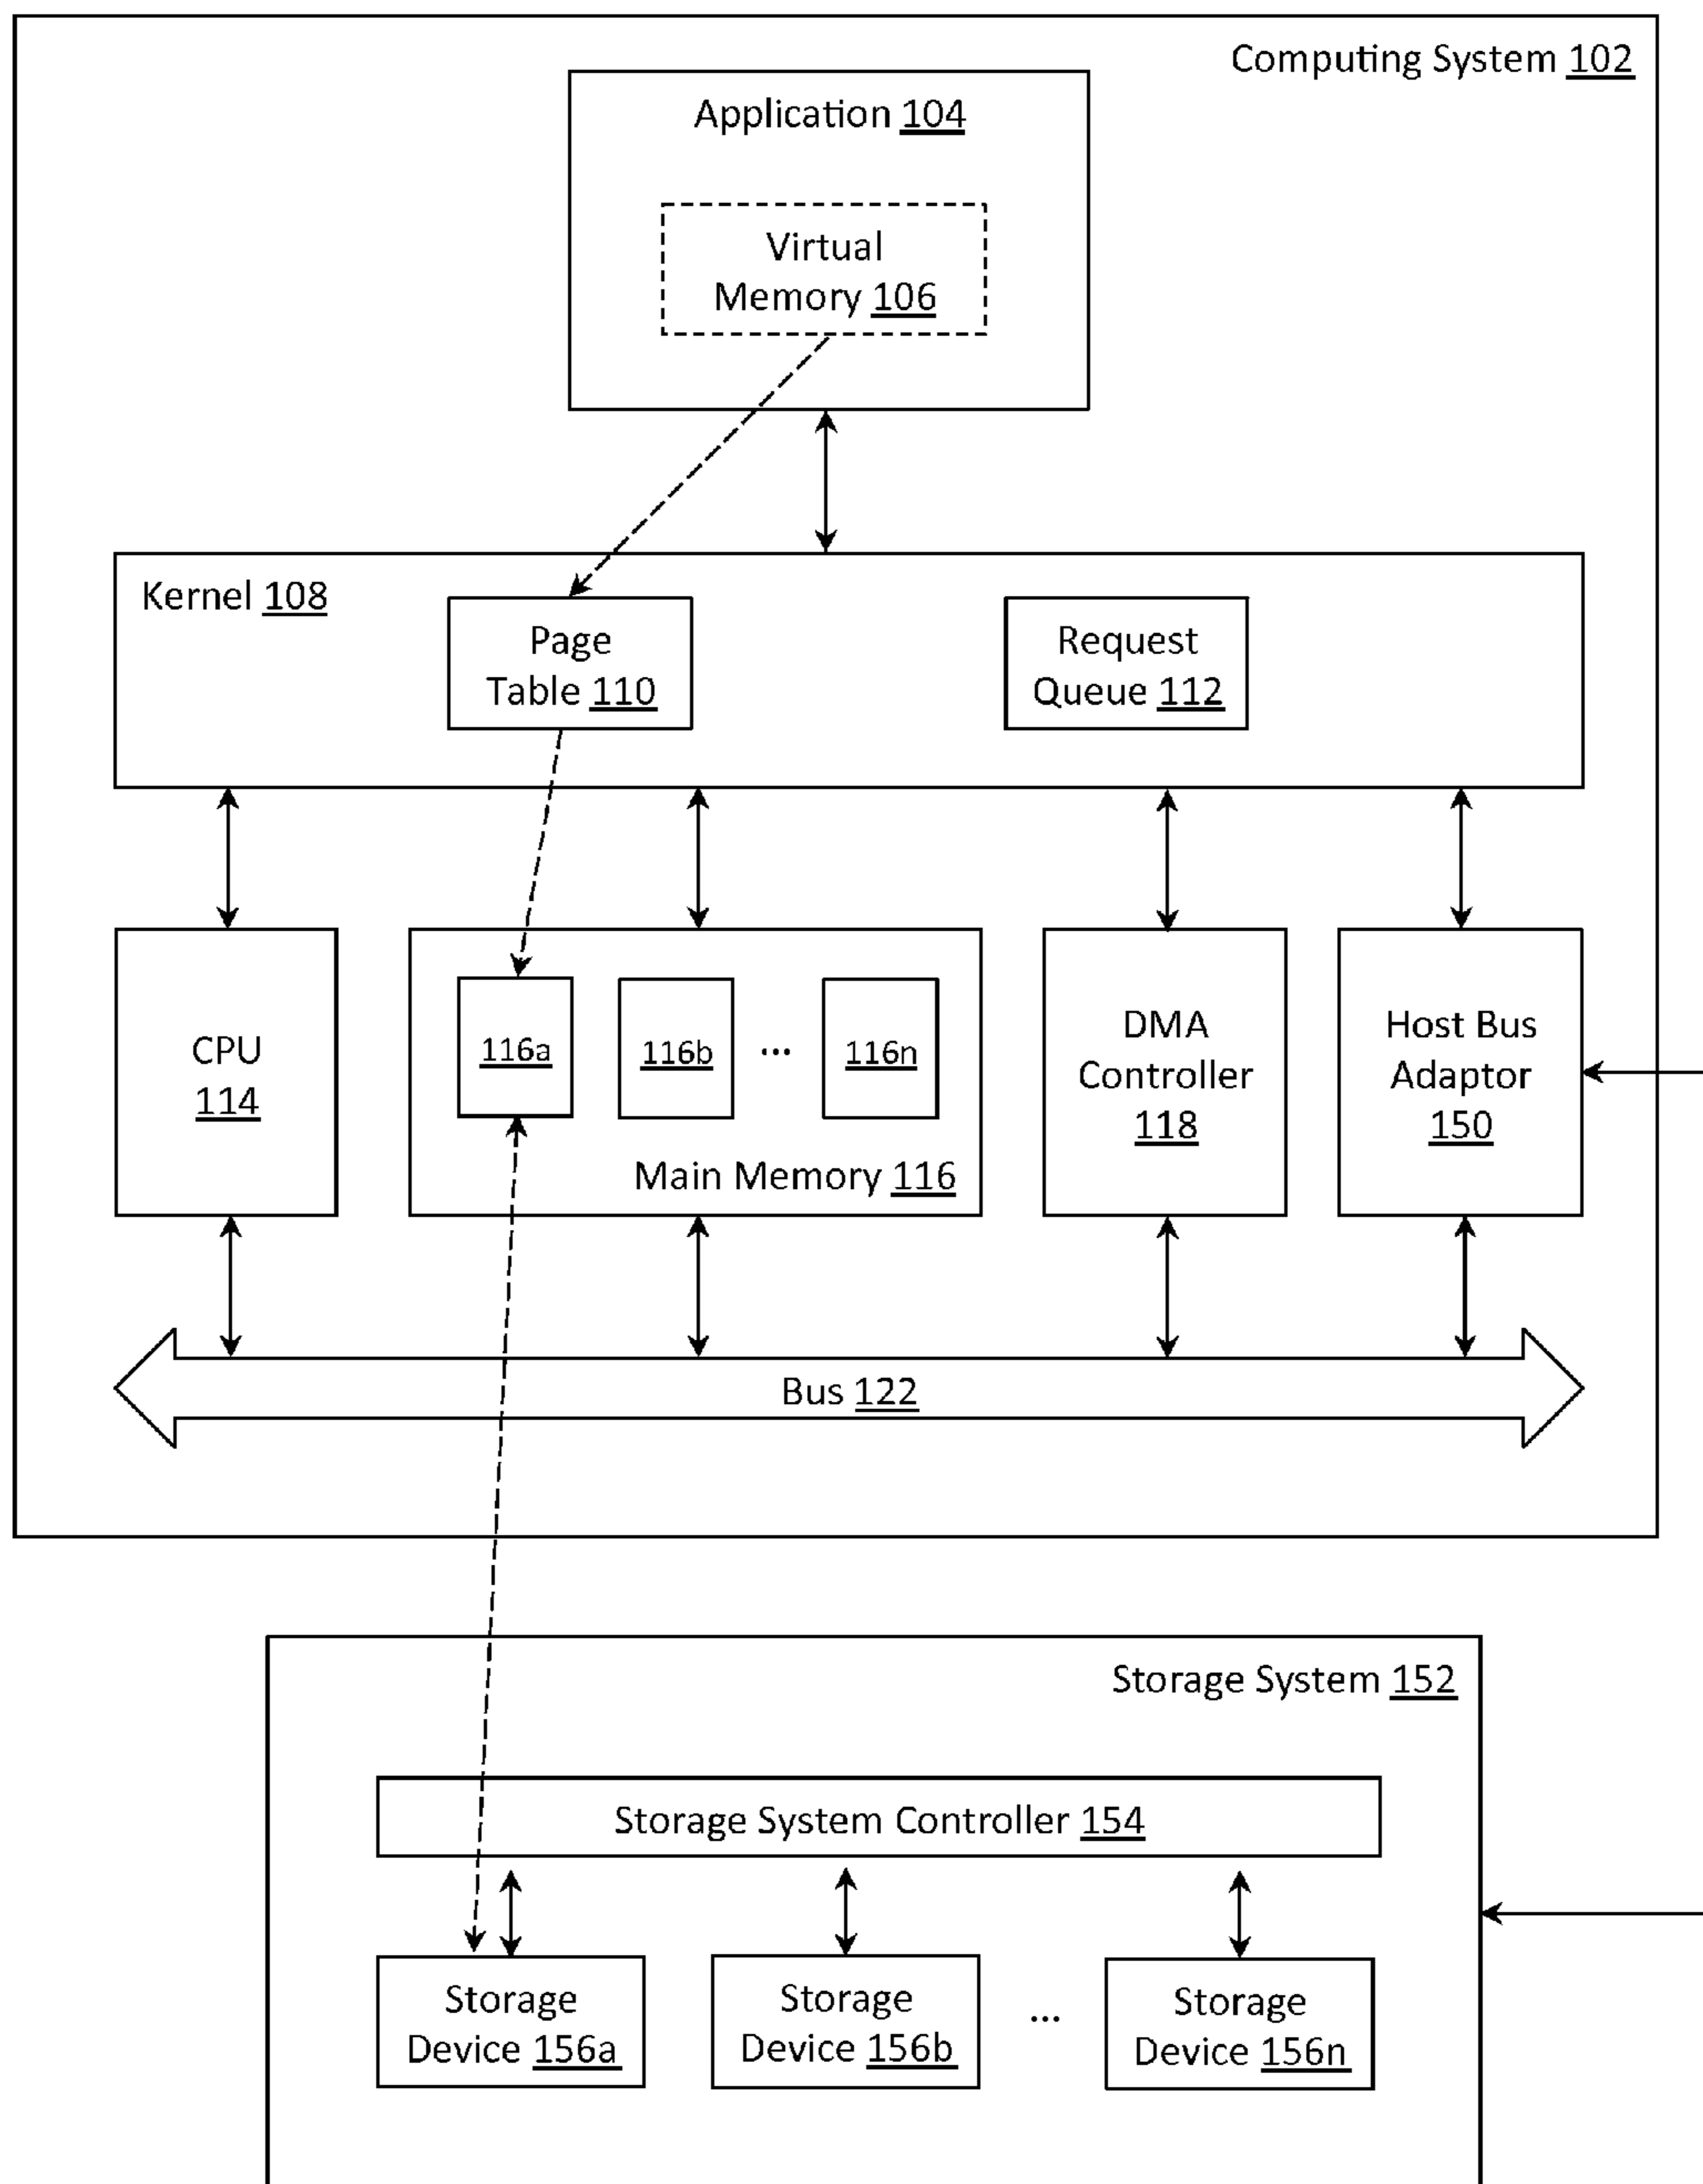 Computing System 102
Application 104
Virtual
Memory 106
Kernel 108
Page
Table 110
Request
Queue 112
CPU
114
116a
116b
...
116n
Main Memory 116
DMA
Controller
118
Host Bus
Adaptor
150
Bus 122
Storage System 152
Storage System Controller 154
Storage
Device 156a
Storage
Device 156b
...
Storage
Device 156n